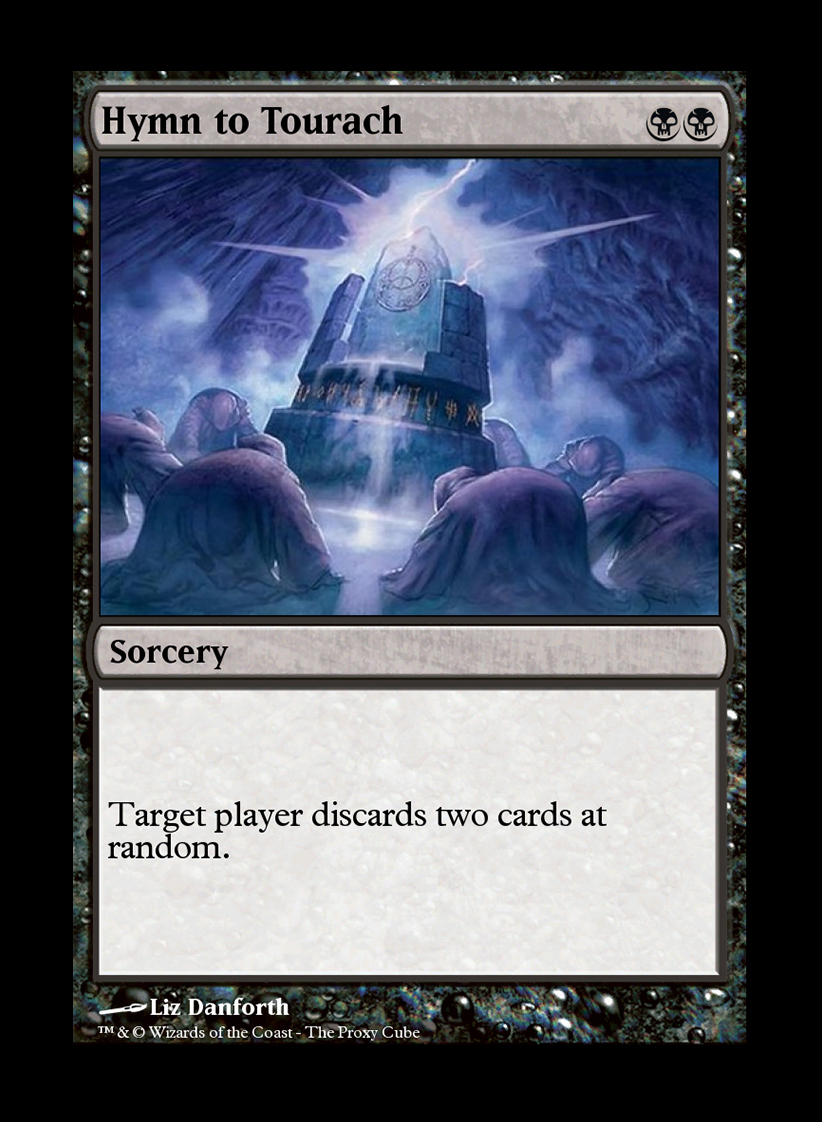 Hymn to Tourach
Sorcery
Target player discards two cards at
random.
Liz Danforth
™ & © Wizards of the Coast - The Proxy Cube